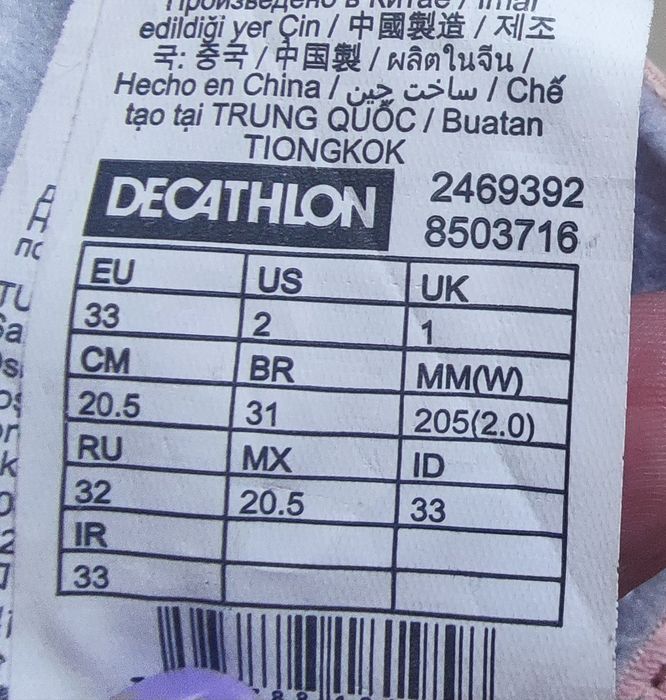 Произведено в Китае / İmal
edildiği yer Çin / 中國製造 / 제조
국: 중국 / 中国製 / ผลิตในจีน /
Hecho en China / ساخت چین / Chế
tạo tại TRUNG QUỐC / Buatan
TIONGKOK
DECATHLON 2469392
8503716
EU US UK
33 2 1
CM BR MM(W)
20.5 31 205(2.0)
RU MX ID
32 20.5 33
IR
33